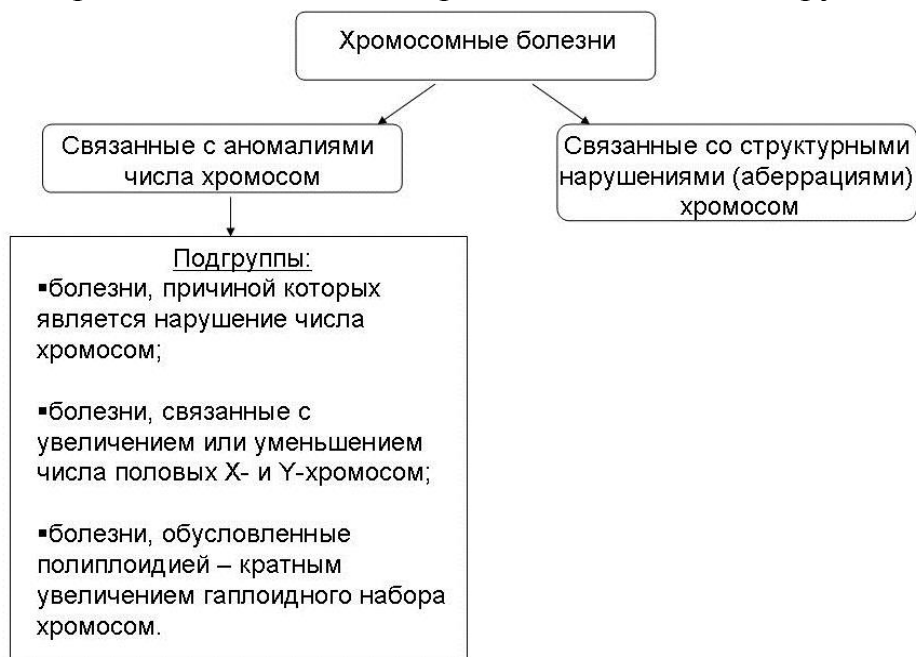 Хромосомные болезни
Связанные с аномалиями
числа хромосом
Связанные со структурными
нарушениями (аберрациями)
хромосом
Подгруппы:
▪болезни, причиной которых
является нарушение числа
хромосом;
▪болезни, связанные с
увеличением или уменьшением
числа половых X- и Y-хромосом;
▪болезни, обусловленные
полиплоидией – кратным
увеличением гаплоидного набора
хромосом.